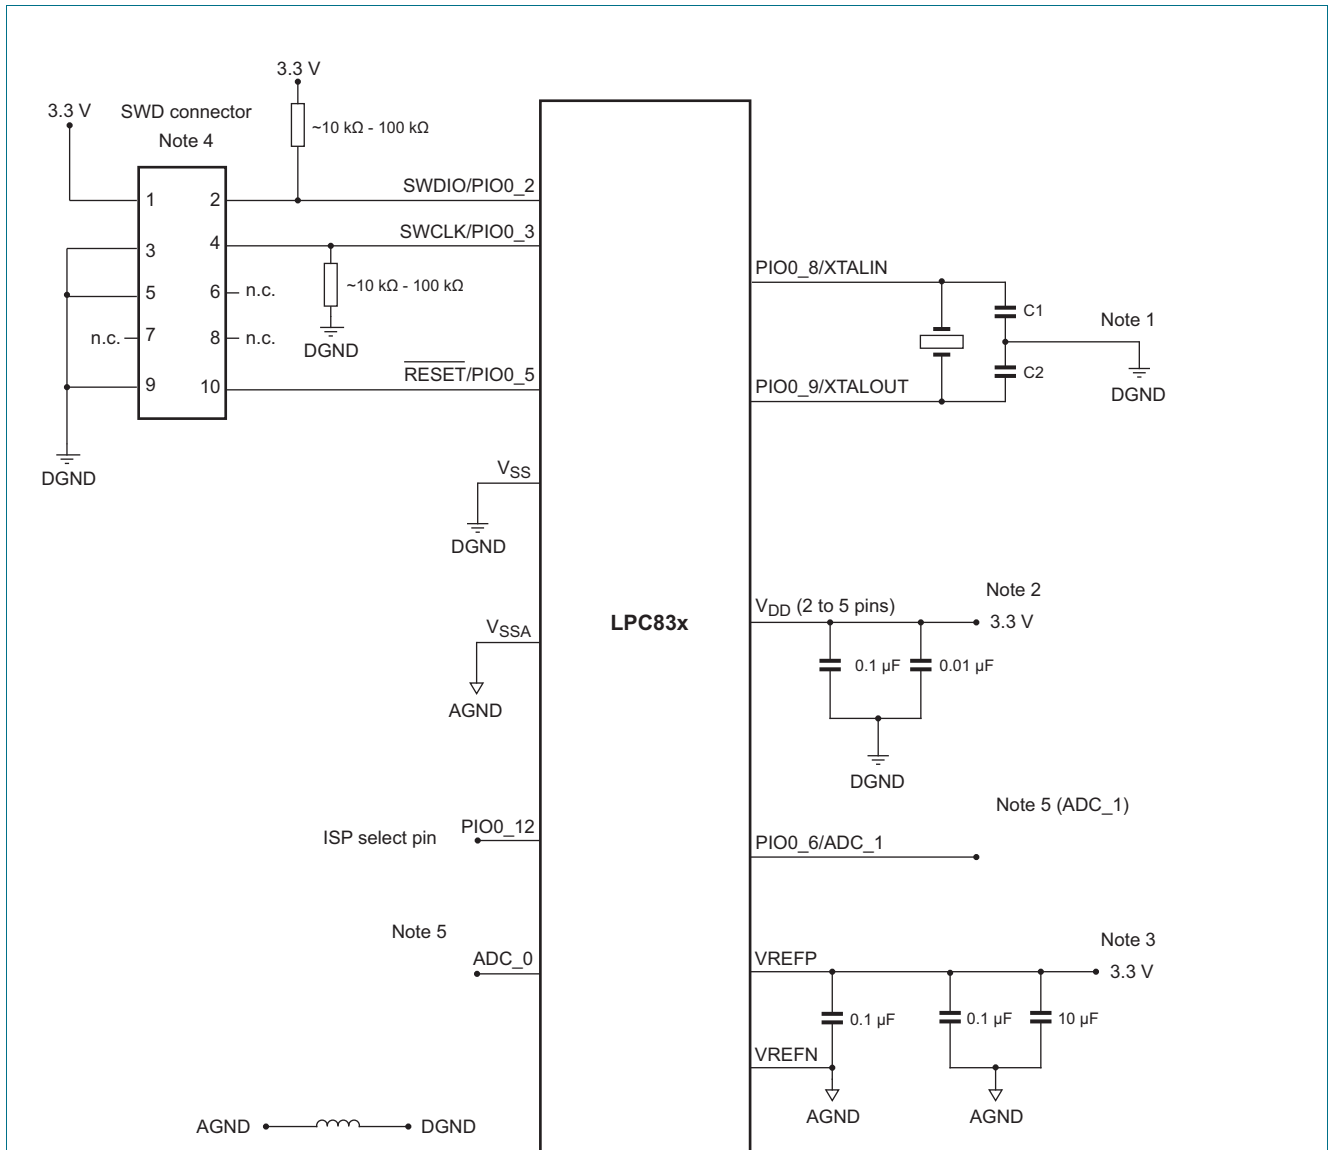 3.3 V
3.3 V
SWD connector
Note 4
~10 kΩ - 100 kΩ
1
2
SWDIO/PIO0_2
3
4
SWCLK/PIO0_3
5
6
n.c.
~10 kΩ - 100 kΩ
DGND
n.c.
7
8
n.c.
9
10
RESET/PIO0_5
DGND
VSS
DGND
VSSA
AGND
ISP select pin
PIO0_12
Note 5
ADC_0
AGND
DGND
LPC83x
PIO0_8/XTALIN
C1
Note 1
C2
DGND
PIO0_9/XTALOUT
Note 2
VDD (2 to 5 pins)
3.3 V
0.1 µF
0.01 µF
DGND
Note 5 (ADC_1)
PIO0_6/ADC_1
Note 3
VREFP
3.3 V
0.1 µF
0.1 µF
10 µF
VREFN
AGND
AGND